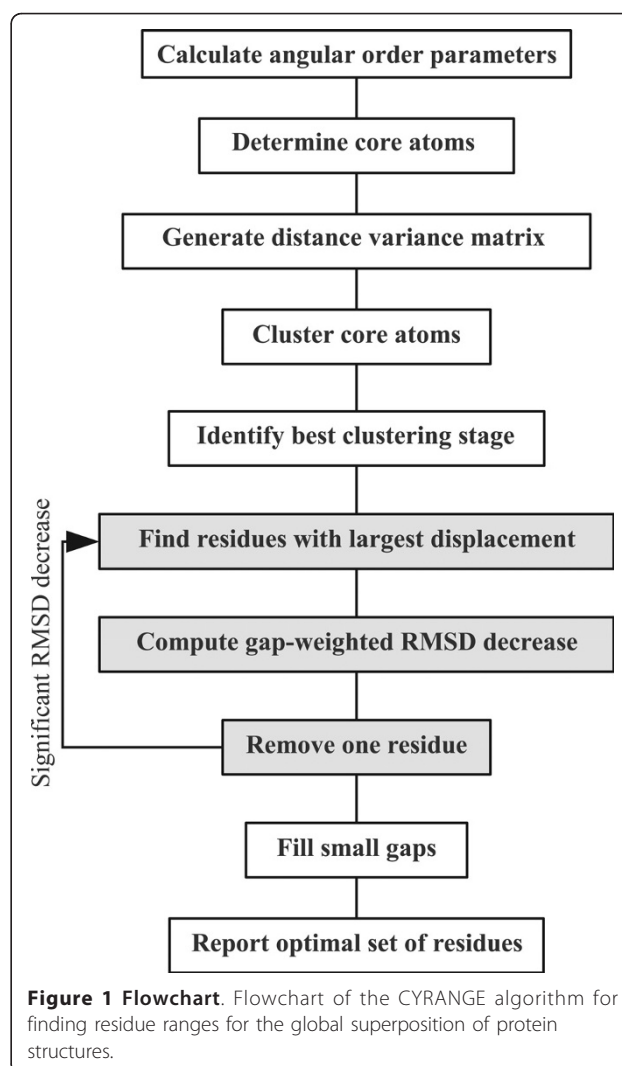 Calculate angular order parameters
Determine core atoms
Generate distance variance matrix
Cluster core atoms
Identify best clustering stage
Find residues with largest displacement
Compute gap-weighted RMSD decrease
Remove one residue
Significant RMSD decrease
Fill small gaps
Report optimal set of residues
Figure 1 Flowchart. Flowchart of the CYRANGE algorithm for
finding residue ranges for the global superposition of protein
structures.